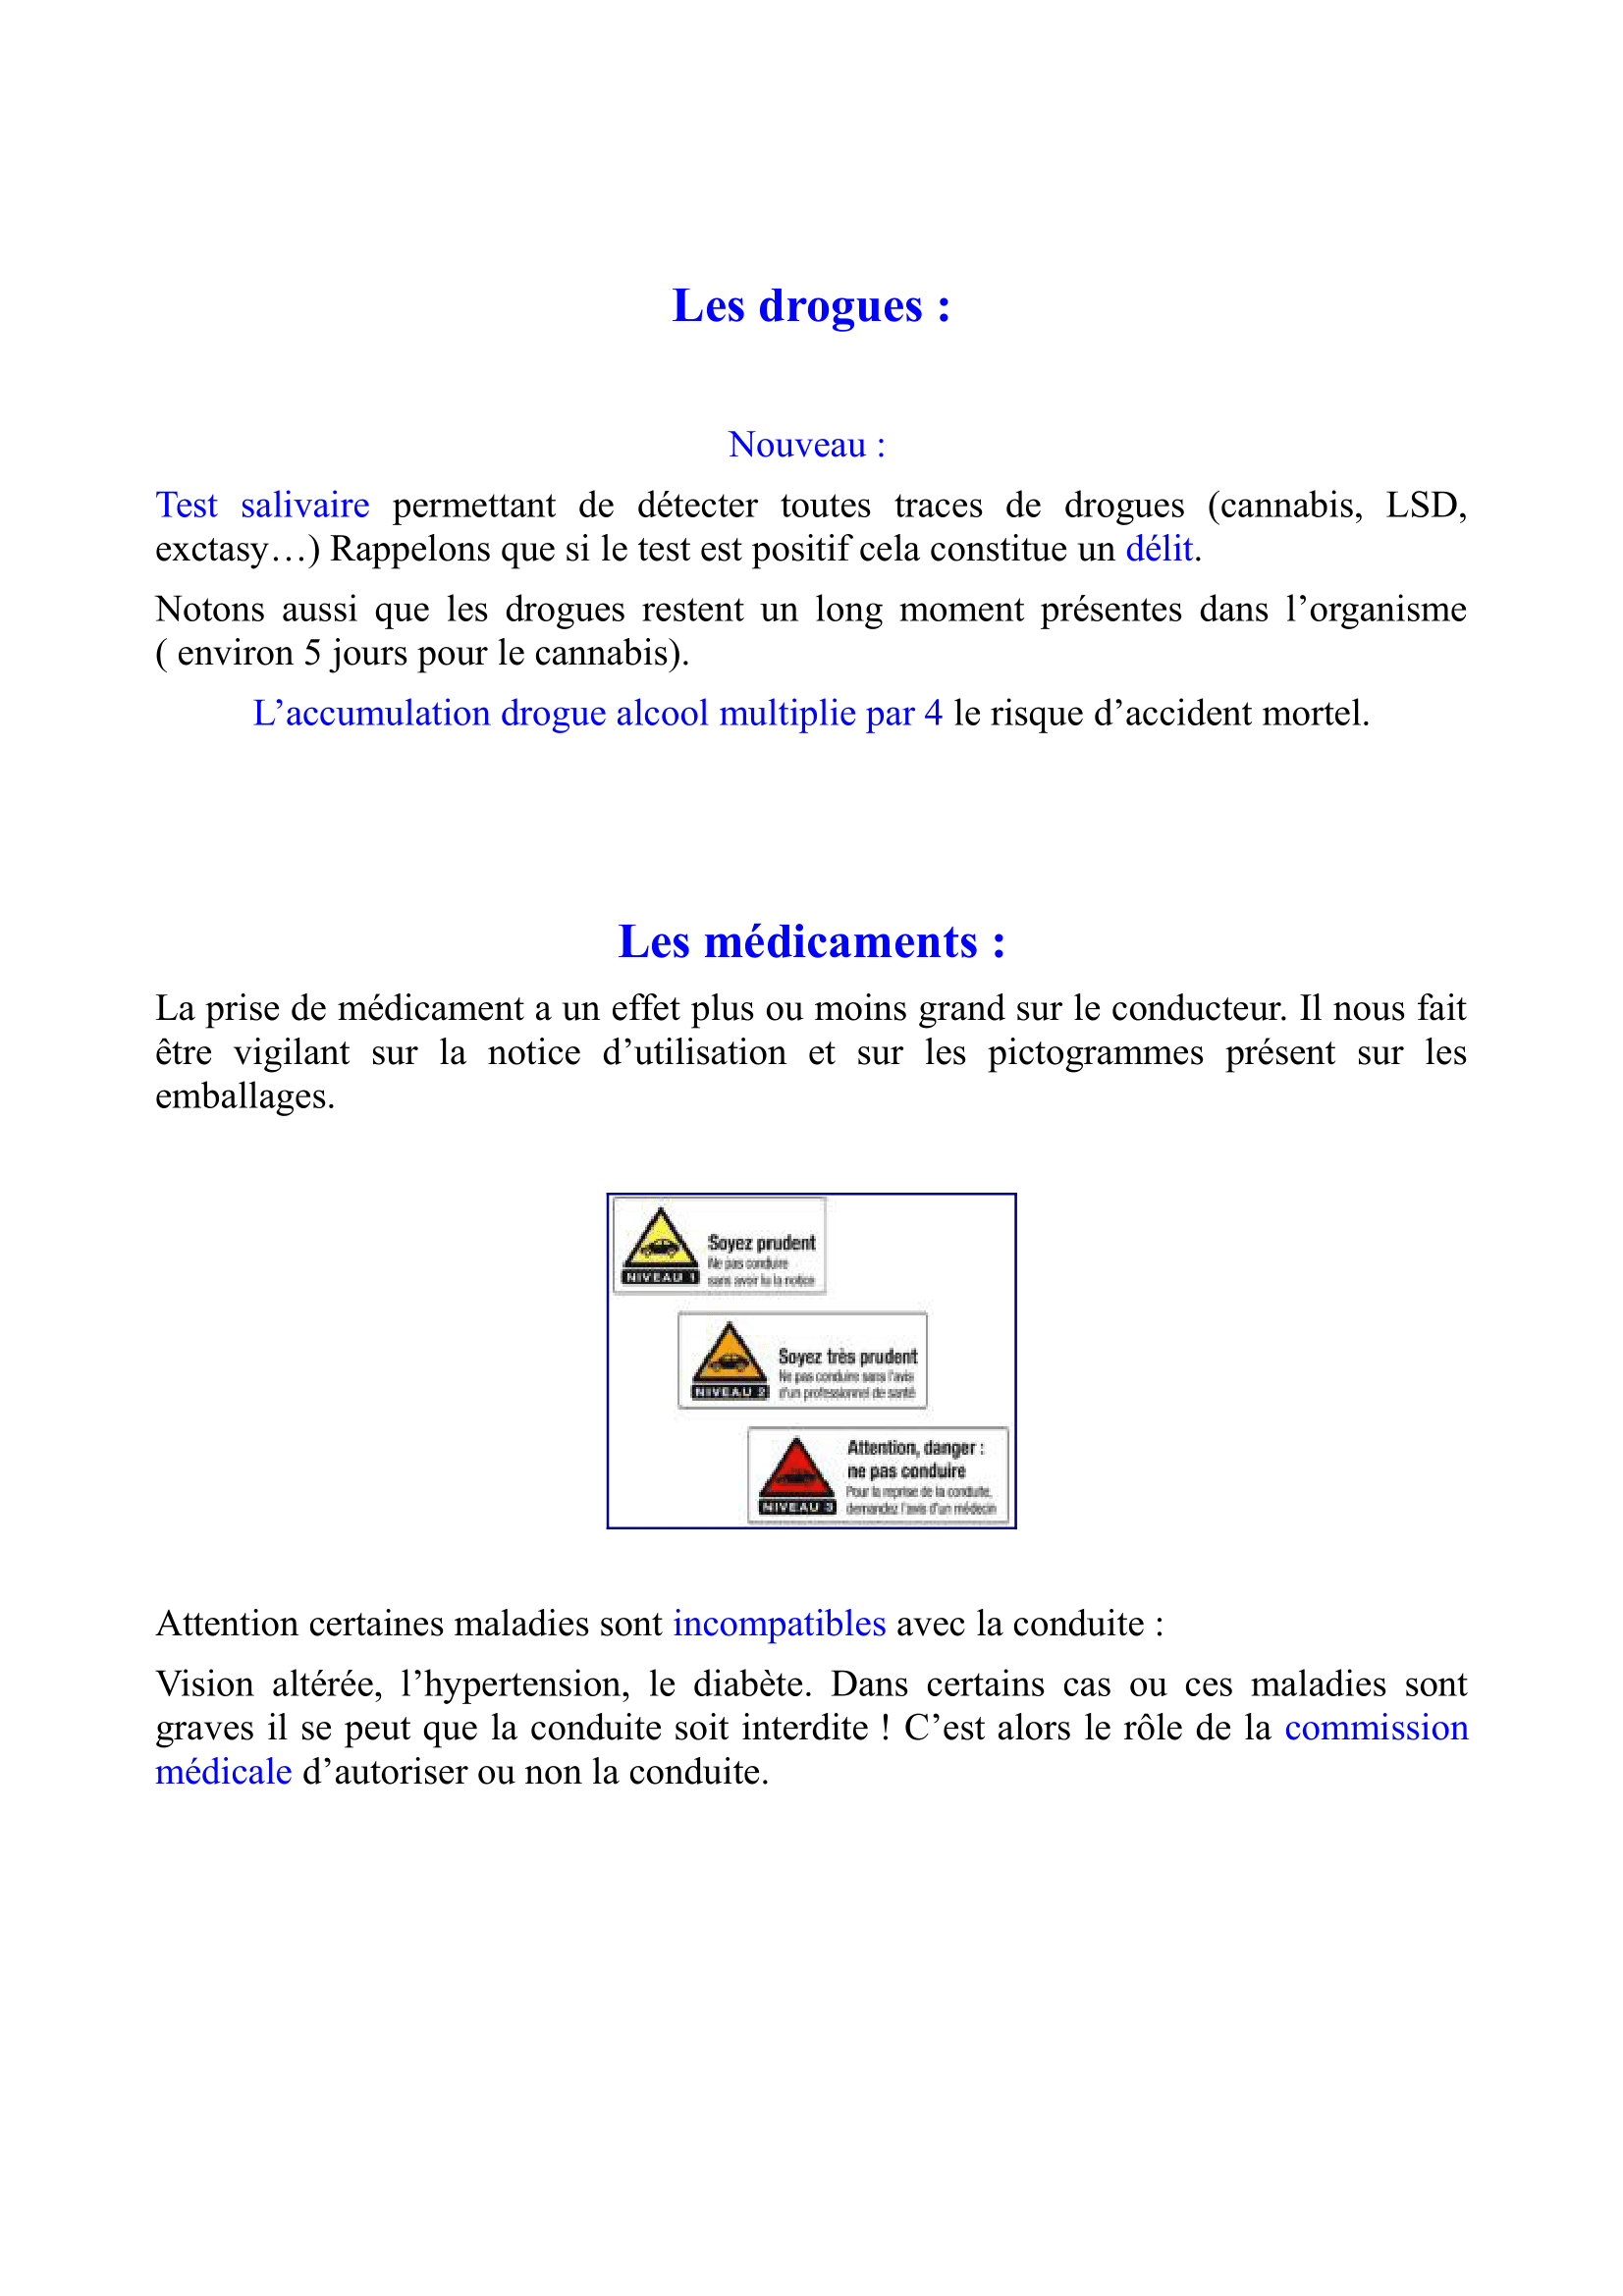 Les drogues :
Nouveau :
Test salivaire permettant de détecter toutes traces de drogues (cannabis, LSD,
exctasy…) Rappelons que si le test est positif cela constitue un délit.
Notons aussi que les drogues restent un long moment présentes dans l’organisme
( environ 5 jours pour le cannabis).
L’accumulation drogue alcool multiplie par 4 le risque d’accident mortel.
Les médicaments :
La prise de médicament a un effet plus ou moins grand sur le conducteur. Il nous fait
être vigilant sur la notice d’utilisation et sur les pictogrammes présent sur les
emballages.
Soyez prudent
Ne pas conduire
NIVEAU 1 sans avoir lu la notice
Soyez très prudent
Ne pas conduire sans l'avis
NIVEAU 2 d'un professionnel de santé
Attention, danger :
ne pas conduire
Pour la reprise de la conduite,
NIVEAU 3 demandez l'avis d'un médecin
Attention certaines maladies sont incompatibles avec la conduite :
Vision altérée, l’hypertension, le diabète. Dans certains cas ou ces maladies sont
graves il se peut que la conduite soit interdite ! C’est alors le rôle de la commission
médicale d’autoriser ou non la conduite.